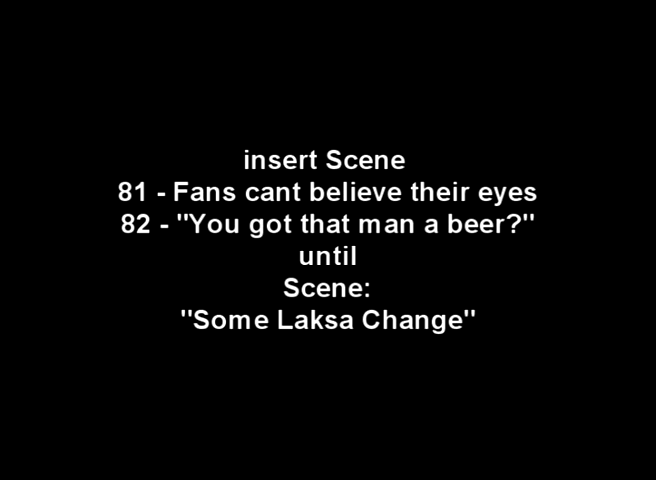 insert Scene
81 - Fans cant believe their eyes
82 - "You got that man a beer?"
until
Scene:
"Some Laksa Change"